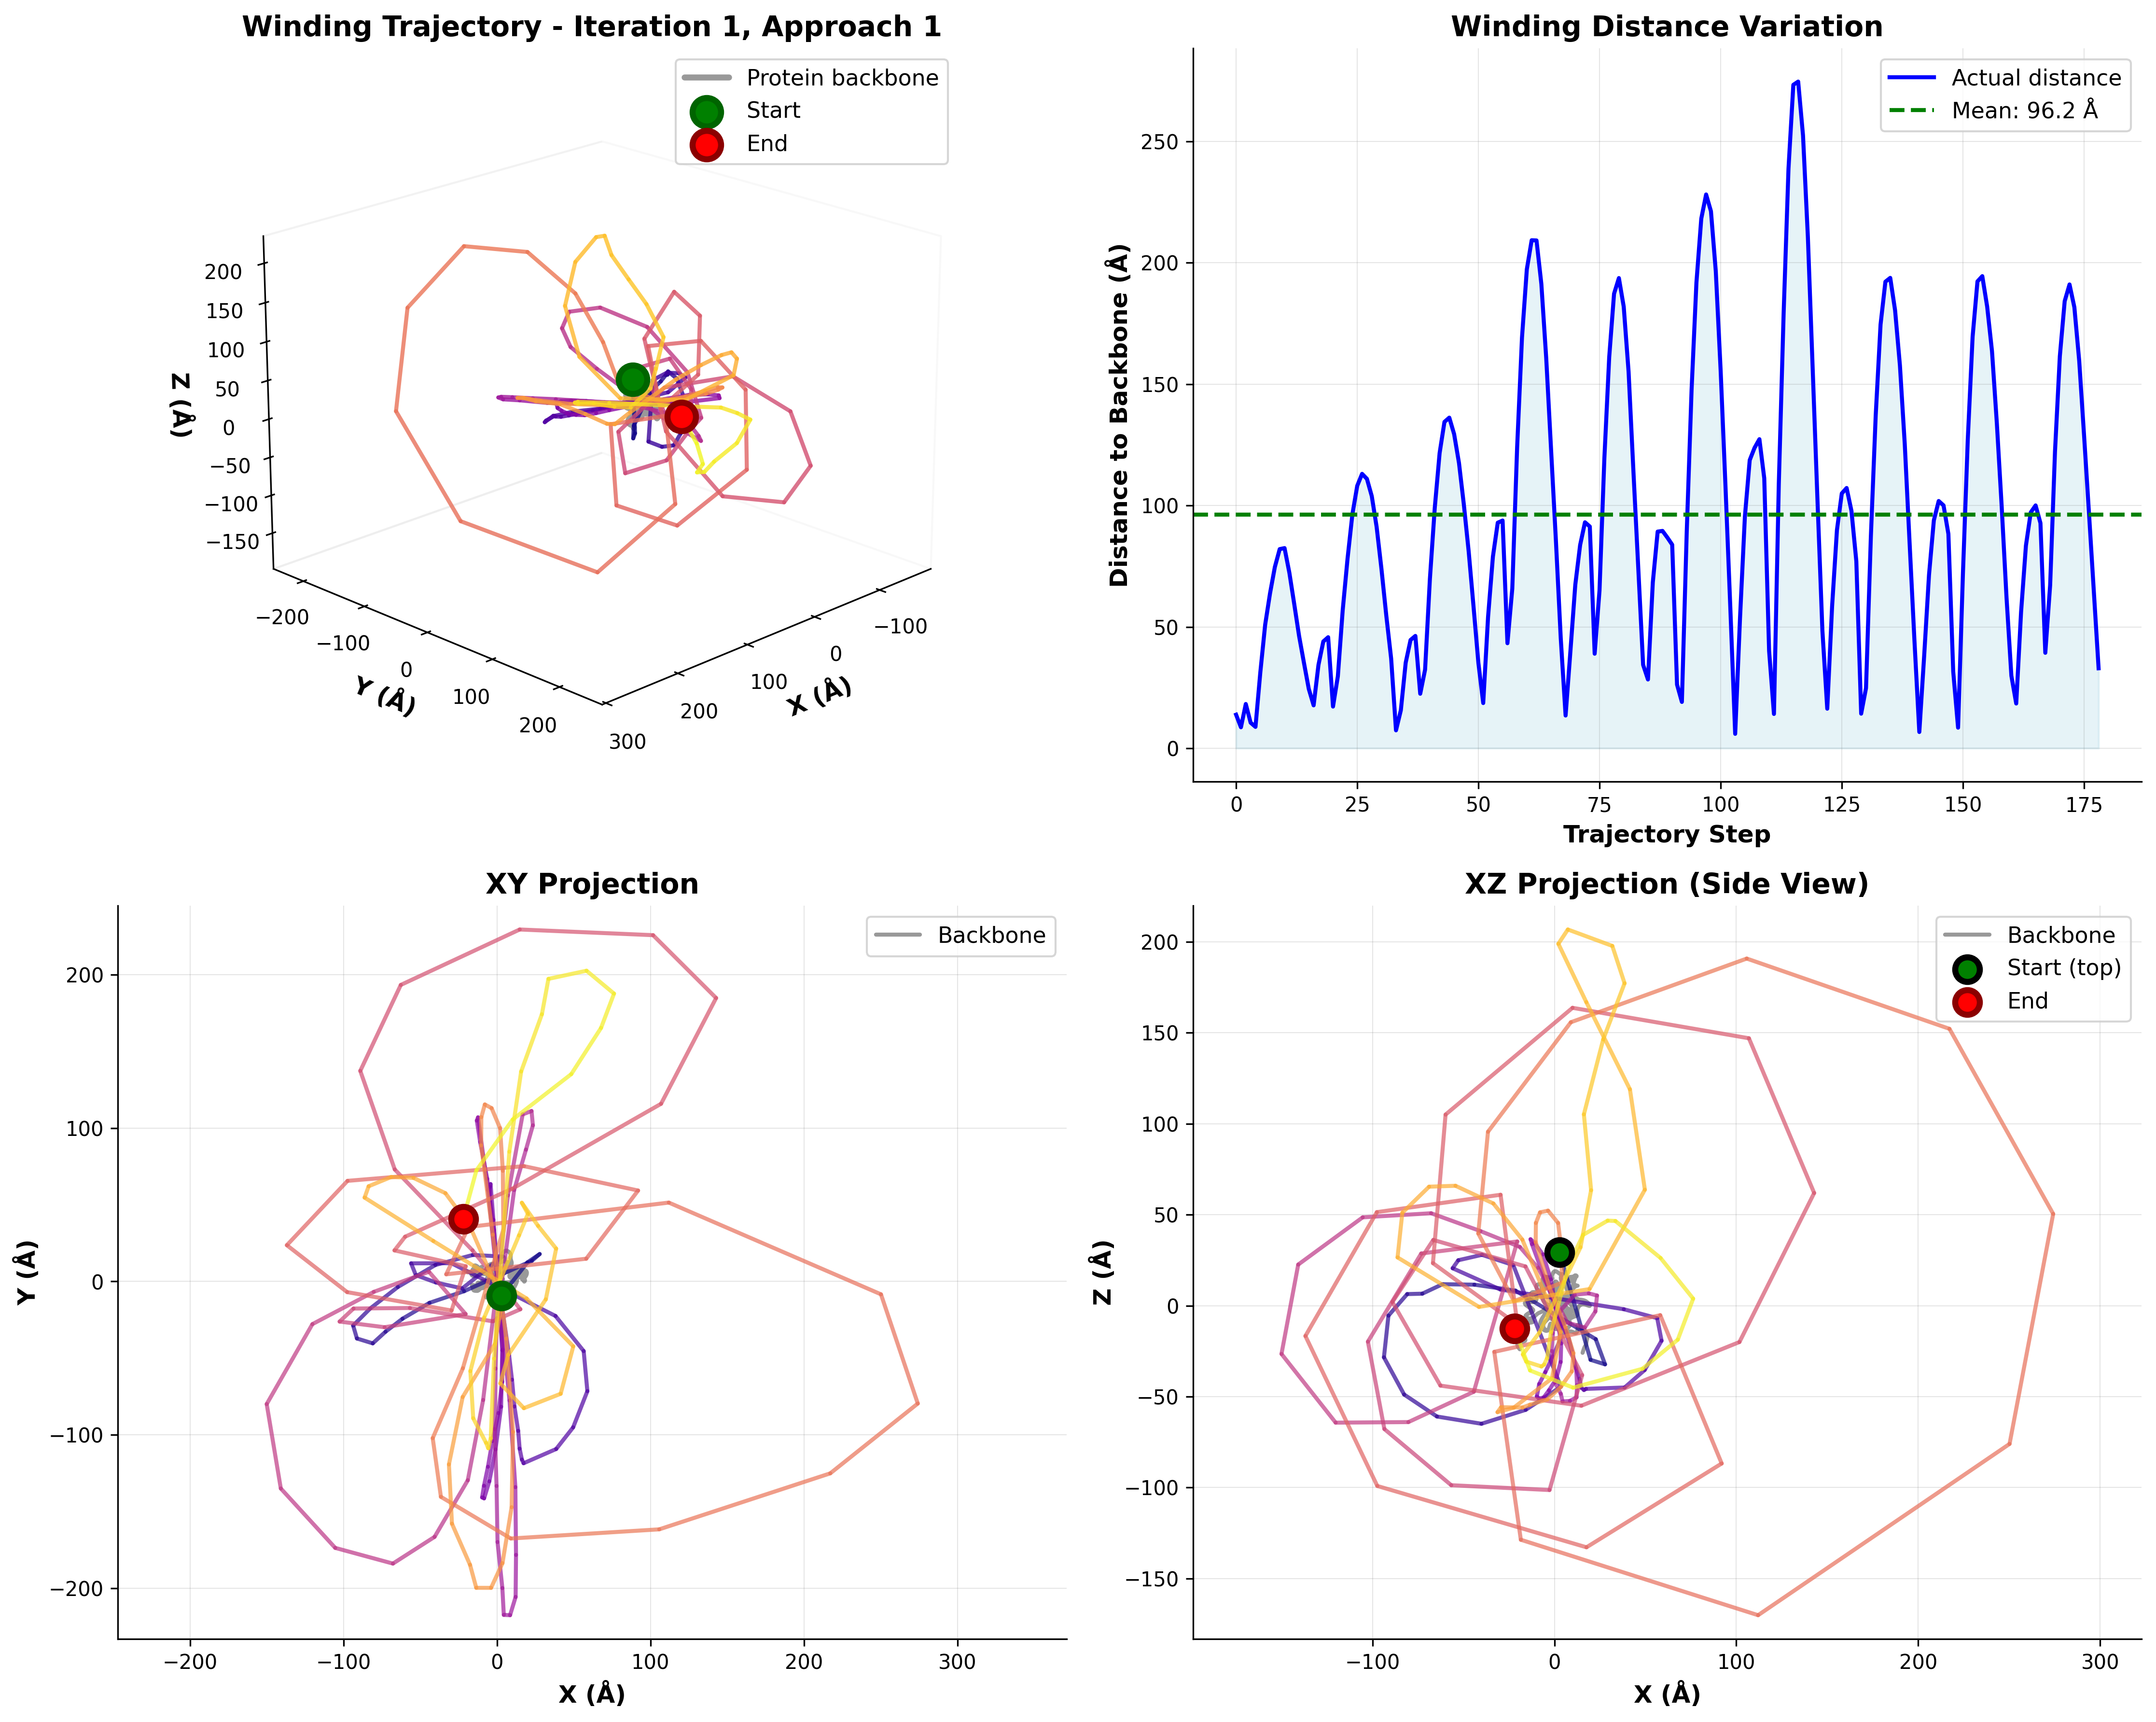 Winding Trajectory - Iteration 1, Approach 1
Protein backbone
Start
End
200
150
100
50
0
−50
−100
−150
Z (Å)
−200
−100
0
100
200
Y (Å)
−100
0
100
200
300
X (Å)
Winding Distance Variation
Actual distance
Mean: 96.2 Å
250
200
150
100
50
0
Distance to Backbone (Å)
0
25
50
75
100
125
150
175
Trajectory Step
XY Projection
Backbone
200
100
0
−100
−200
Y (Å)
−200
−100
0
100
200
300
X (Å)
XZ Projection (Side View)
Backbone
Start (top)
End
200
150
100
50
0
−50
−100
−150
Z (Å)
−100
0
100
200
300
X (Å)